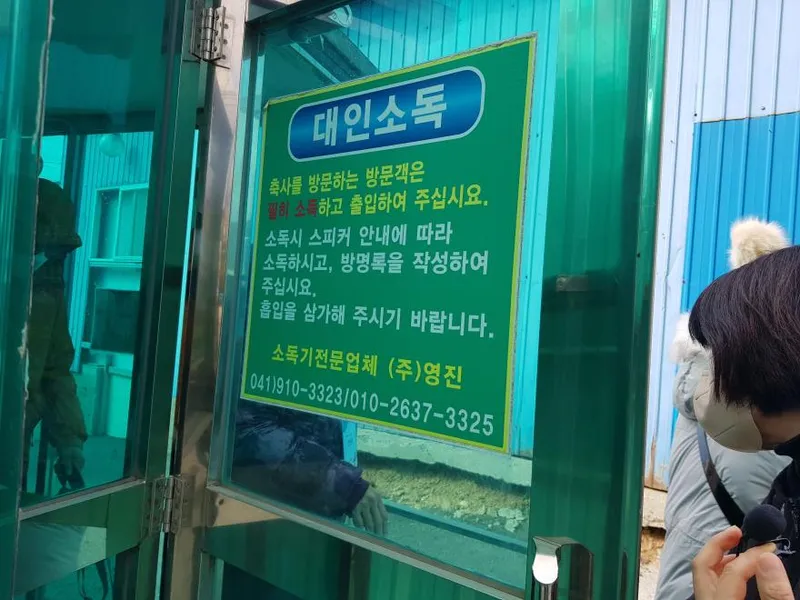 대인소독
축사를 방문하는 방문객은
필히 소독하고 출입하여 주십시요.
소독시 스피커 안내에 따라
소독하시고, 방명록을 작성하여
주십시요.
흡입을 삼가해 주시기 바랍니다.
소독기전문업체 (주)영진
041)910-3323/010-2637-3325